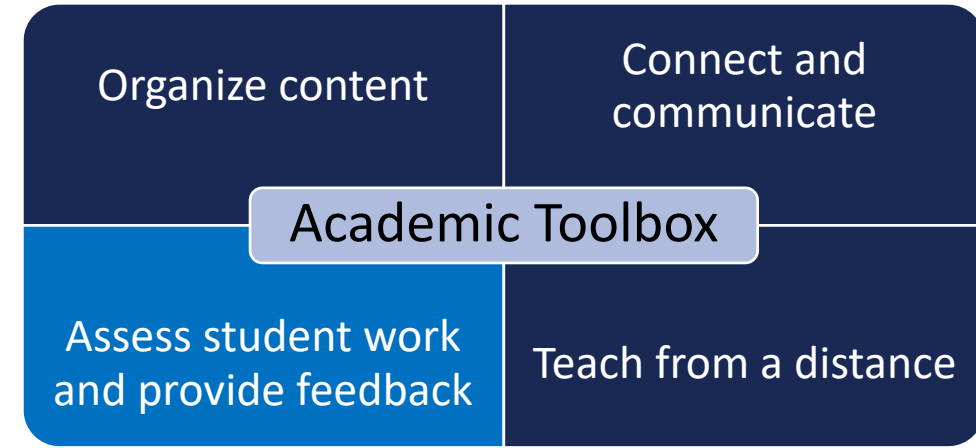 Organize content
Connect and
communicate
Academic Toolbox
Assess student work
and provide feedback
Teach from a distance